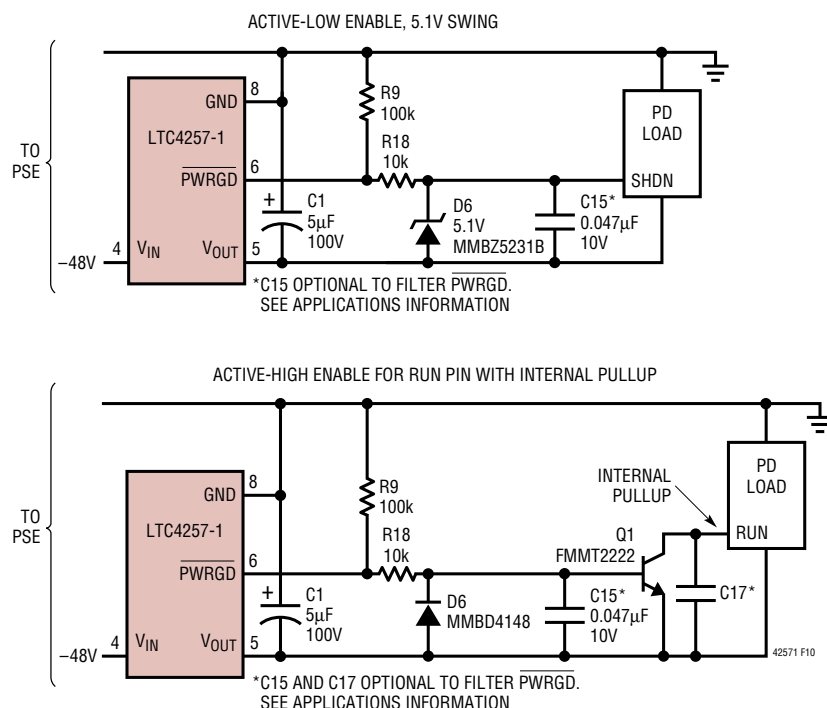 ACTIVE-LOW ENABLE, 5.1V SWING
TO
PSE
GND
8
LTC4257-1
PWRGD
6
–48V
4
VIN
VOUT
5
R9
100k
R18
10k
C1
5µF
100V
+
D6
5.1V
MMBZ5231B
C15*
0.047µF
10V
PD
LOAD
SHDN
*C15 OPTIONAL TO FILTER PWRGD.
SEE APPLICATIONS INFORMATION
ACTIVE-HIGH ENABLE FOR RUN PIN WITH INTERNAL PULLUP
TO
PSE
GND
8
LTC4257-1
PWRGD
6
–48V
4
VIN
VOUT
5
R9
100k
R18
10k
C1
5µF
100V
+
D6
MMBD4148
C15*
0.047µF
10V
Q1
FMMT2222
INTERNAL
PULLUP
C17*
PD
LOAD
RUN
42571 F10
*C15 AND C17 OPTIONAL TO FILTER PWRGD.
SEE APPLICATIONS INFORMATION